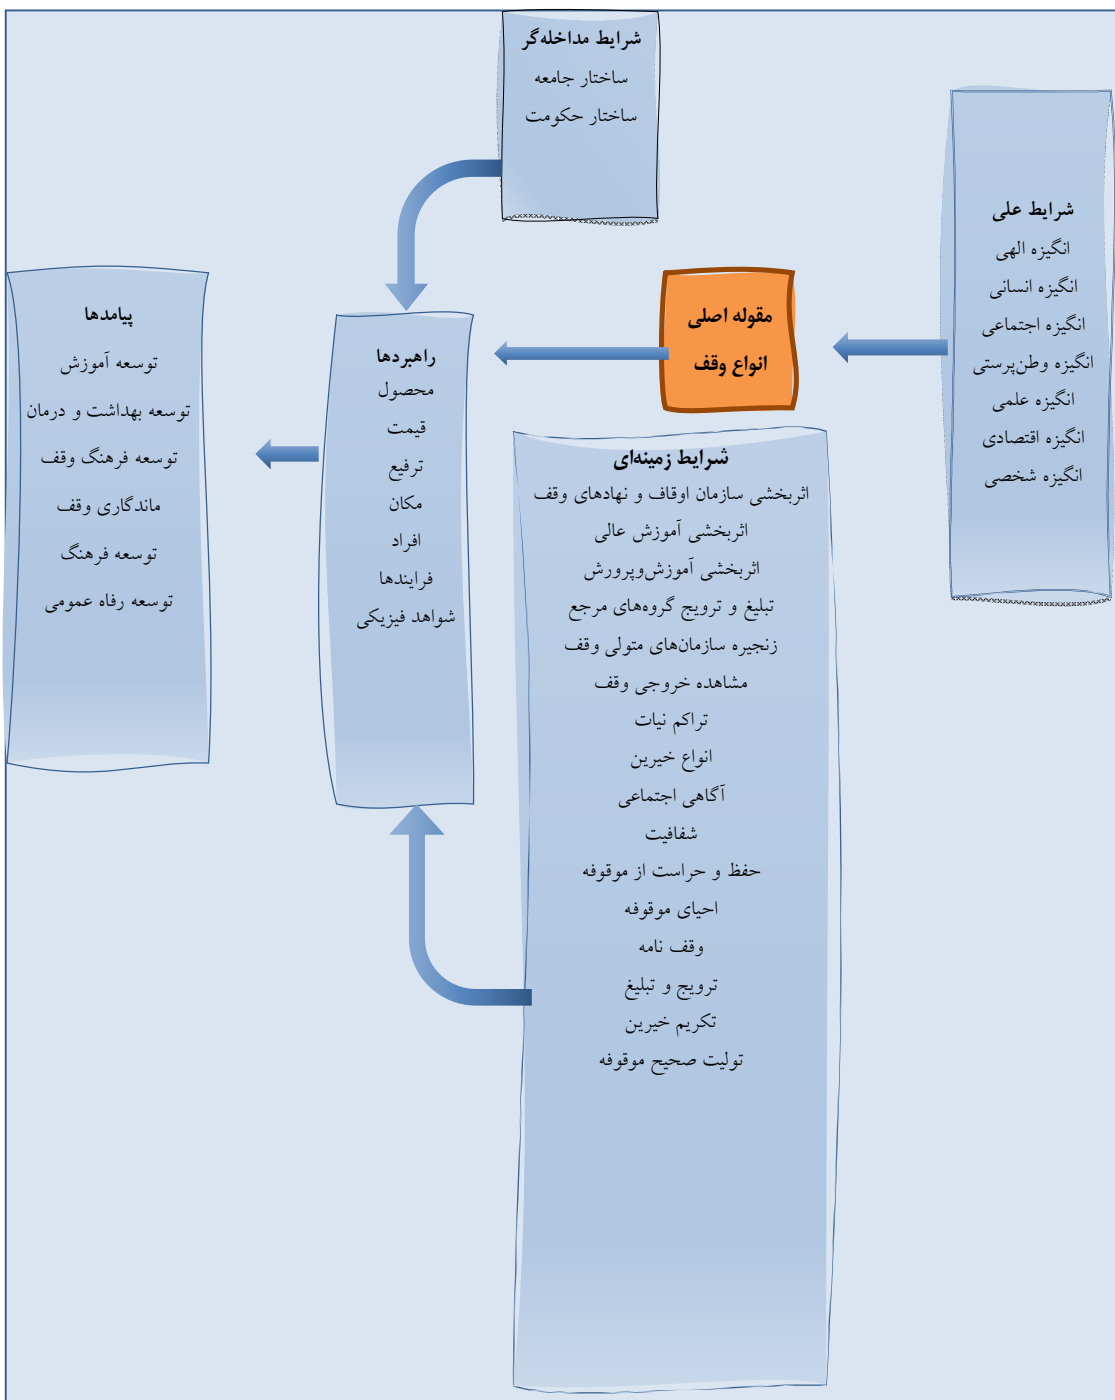 شرایط مداخله‌گر
ساختار جامعه
ساختار حکومت
شرایط علی
انگیزه الهی
انگیزه انسانی
انگیزه اجتماعی
انگیزه وطن‌پرستی
انگیزه علمی
انگیزه اقتصادی
انگیزه شخصی
مقوله اصلی
انواع وقف
شرایط زمینه‌ای
اثربخشی سازمان اوقاف و نهادهای وقف
اثربخشی آموزش عالی
اثربخشی آموزش‌وپرورش
تبلیغ و ترویج گروه‌های مرجع
زنجیره سازمان‌های متولی وقف
مشاهده خروجی وقف
تراکم نیات
انواع خیرین
آگاهی اجتماعی
شفافیت
حفظ و حراست از موقوفه
احیای موقوفه
وقف نامه
ترویج و تبلیغ
تکریم خیرین
تولیت صحیح موقوفه
راهبردها
محصول
قیمت
ترفیع
مکان
افراد
فرایندها
شواهد فیزیکی
پیامدها
توسعه آموزش
توسعه بهداشت و درمان
توسعه فرهنگ وقف
ماندگاری وقف
توسعه فرهنگ
توسعه رفاه عمومی